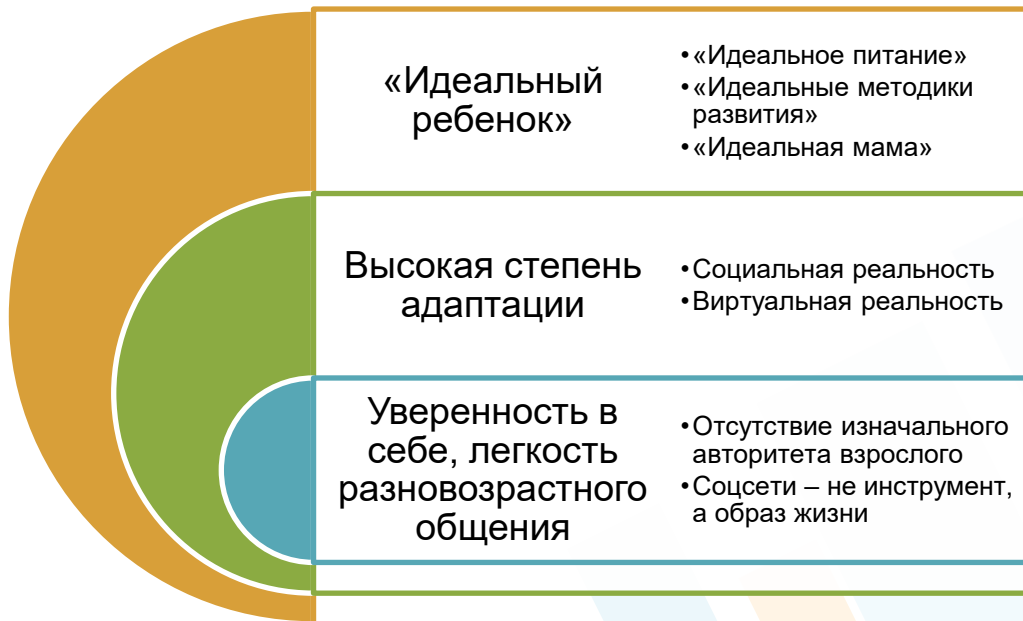 «Идеальный
ребенок»
•«Идеальное питание»
•«Идеальные методики
развития»
•«Идеальная мама»
Высокая степень
адаптации
•Социальная реальность
•Виртуальная реальность
Уверенность в
себе, легкость
разновозрастного
общения
•Отсутствие изначального
авторитета взрослого
•Соцсети – не инструмент,
а образ жизни